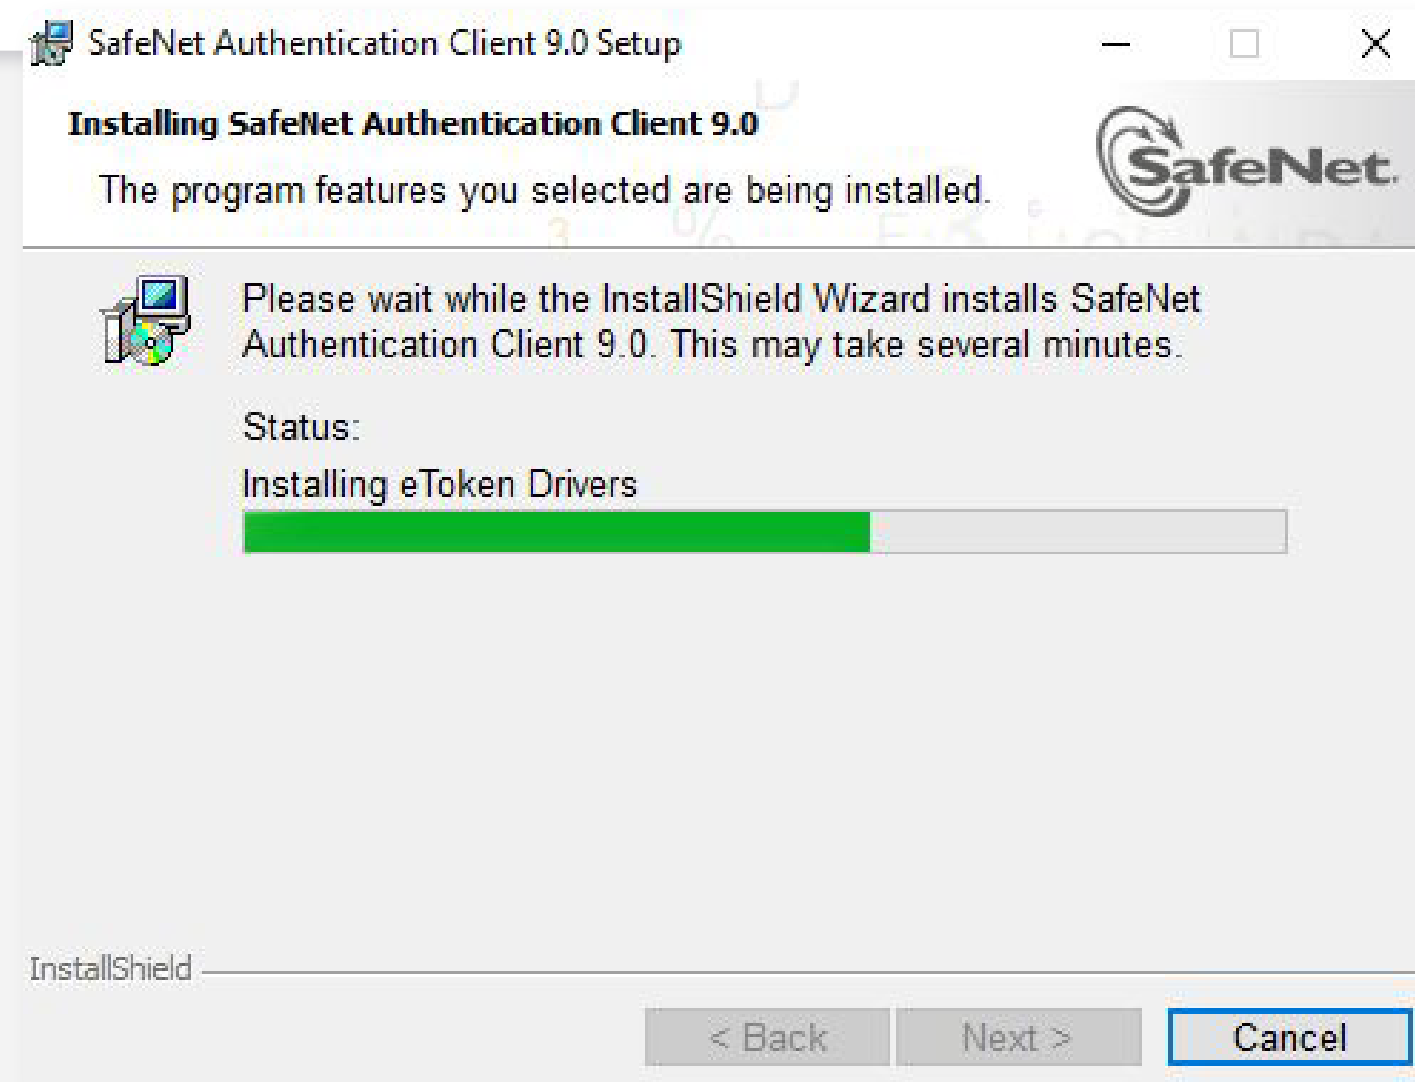 SafeNet Authentication Client 9.0 Setup
Installing SafeNet Authentication Client 9.0
The program features you selected are being installed.
SafeNet.
Please wait while the InstallShield Wizard installs SafeNet
Authentication Client 9.0. This may take several minutes.
Status:
Installing eToken Drivers
InstallShield
< Back
Next >
Cancel